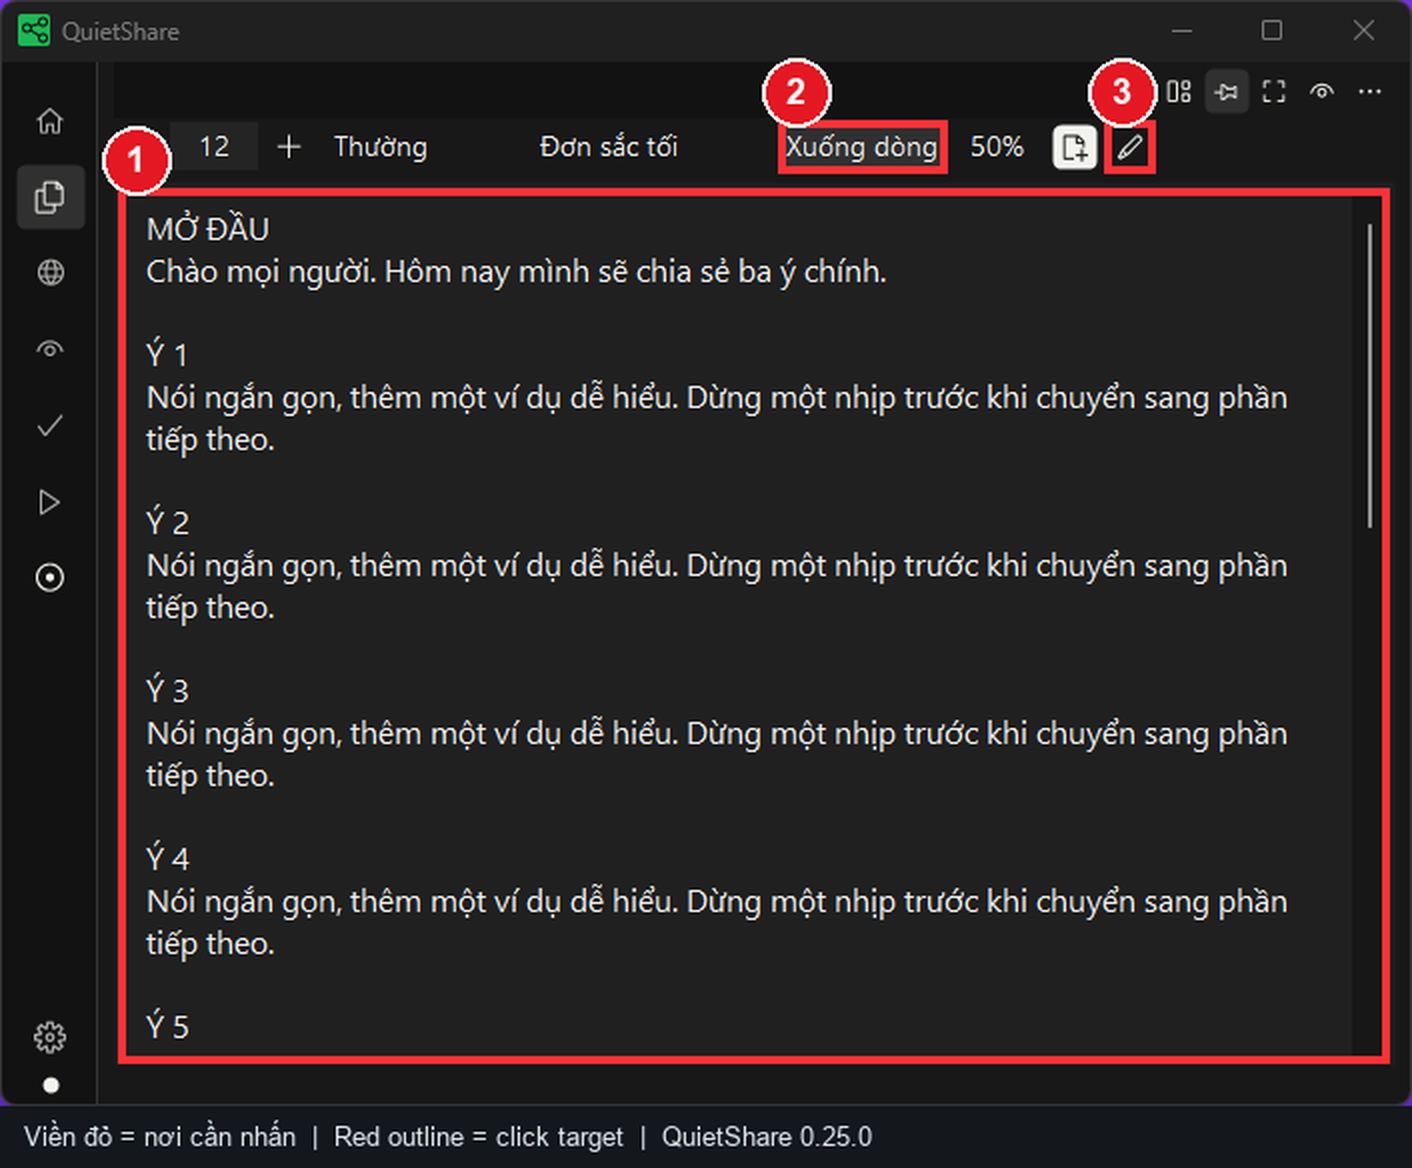 QuietShare
2
3
1
12
Thường
Đơn sắc tối
Xuống dòng
50%
MỞ ĐẦU
Chào mọi người. Hôm nay mình sẽ chia sẻ ba ý chính.
Ý 1
Nói ngắn gọn, thêm một ví dụ dễ hiểu. Dừng một nhịp trước khi chuyển sang phần
tiếp theo.
Ý 2
Nói ngắn gọn, thêm một ví dụ dễ hiểu. Dừng một nhịp trước khi chuyển sang phần
tiếp theo.
Ý 3
Nói ngắn gọn, thêm một ví dụ dễ hiểu. Dừng một nhịp trước khi chuyển sang phần
tiếp theo.
Ý 4
Nói ngắn gọn, thêm một ví dụ dễ hiểu. Dừng một nhịp trước khi chuyển sang phần
tiếp theo.
Ý 5
Viền đỏ = nơi cần nhấn | Red outline = click target | QuietShare 0.25.0